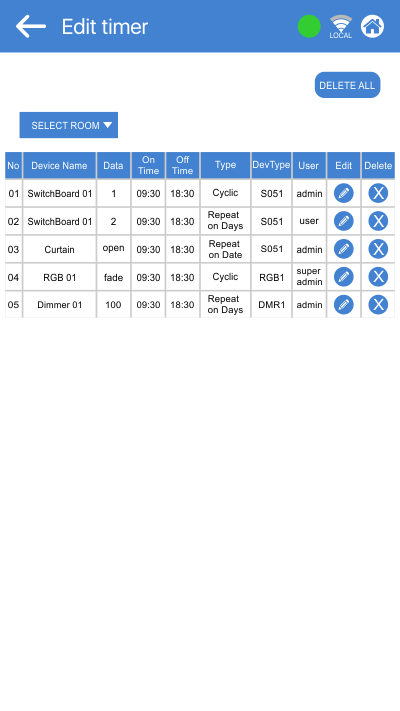 Edit timer
LOCAL
DELETE ALL
SELECT ROOM
No Device Name Data On Time Off Time Type DevType User Edit Delete
01 SwitchBoard 01 1 09:30 18:30 Cyclic S051 admin X
02 SwitchBoard 01 2 09:30 18:30 Repeat on Days S051 user X
03 Curtain open 09:30 18:30 Repeat on Date S051 admin X
04 RGB 01 fade 09:30 18:30 Cyclic RGB1 super admin X
05 Dimmer 01 100 09:30 18:30 Repeat on Days DMR1 admin X